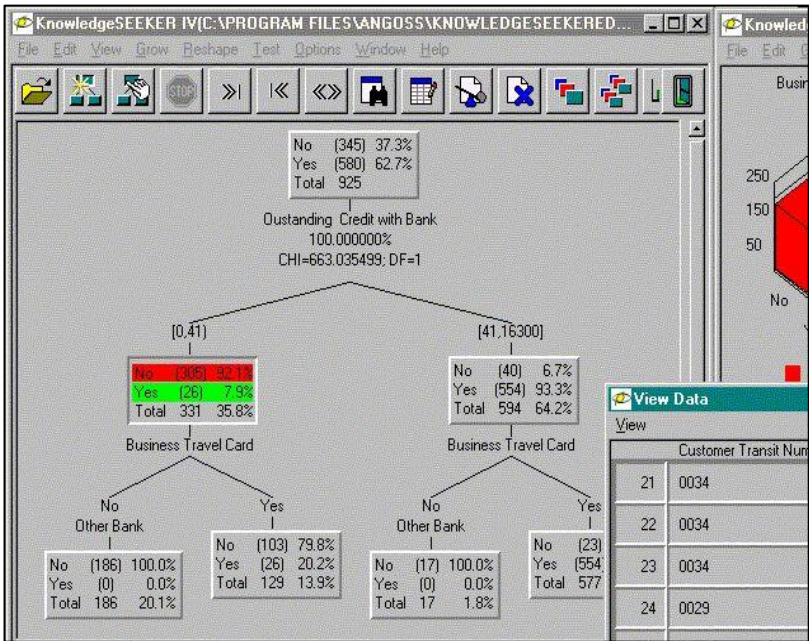 KnowledgeSEEKER IV(C:\PROGRAM FILES\ANGOSS\KNOWLEDGESEEKERED...
File Edit View Grow Reshape Test Options Window Help
STOP
No (345) 37.3%
Yes (580) 62.7%
Total 925
Oustanding Credit with Bank
100.000000%
CHI=663.035499; DF=1
[0,41)
[41,16300]
No (305) 92.1%
Yes (26) 7.9%
Total 331 35.8%
No (40) 6.7%
Yes (554) 93.3%
Total 594 64.2%
Business Travel Card
Business Travel Card
No
Other Bank
Yes
No
Other Bank
Yes
No (186) 100.0%
Yes (0) 0.0%
Total 186 20.1%
No (103) 79.8%
Yes (26) 20.2%
Total 129 13.9%
No (17) 100.0%
Yes (0) 0.0%
Total 17 1.8%
No (23)
Yes (554
Total 577
Knowled
File Edit
Busin
250
150
50
No
View Data
View
Customer Transit Num
21 0034
22 0034
23 0034
24 0029